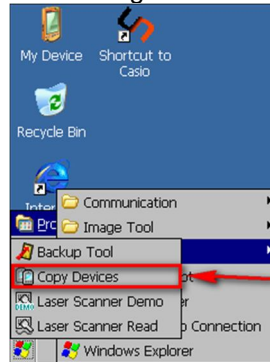 My Device
Shortcut to
Casio
Recycle Bin
Communication
Image Tool
Backup Tool
Copy Devices
Laser Scanner Demo
DEMO
Laser Scanner Read
Connection
Windows Explorer